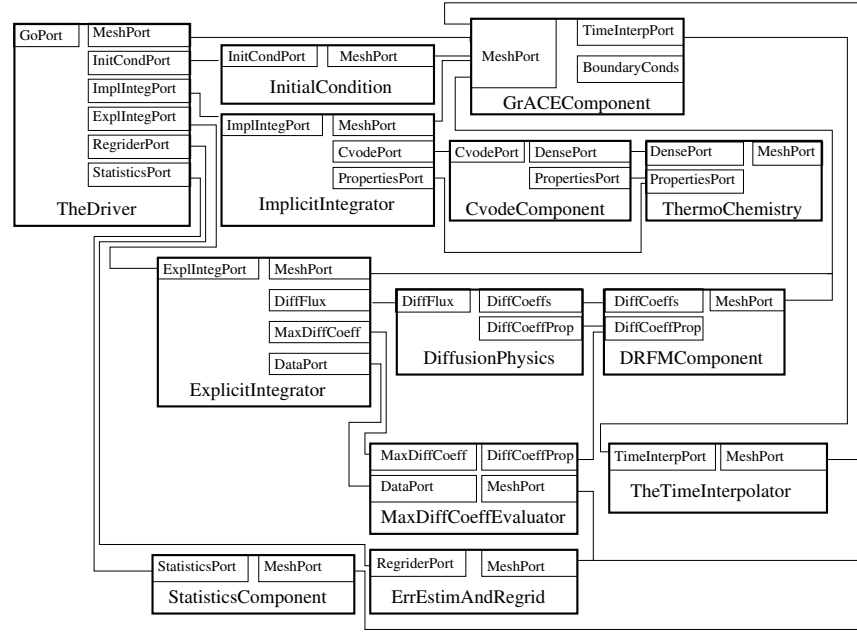 GoPort MeshPort
InitCondPort
ImplIntegPort
ExplIntegPort
RegriderPort
StatisticsPort
TheDriver
InitCondPort MeshPort
InitialCondition
MeshPort
TimeInterpPort
BoundaryConds
GrACEComponent
ImplIntegPort MeshPort
CvodePort
PropertiesPort
ImplicitIntegrator
CvodePort DensePort
PropertiesPort
CvodeComponent
DensePort MeshPort
PropertiesPort
ThermoChemistry
ExplIntegPort MeshPort
DiffFlux
MaxDiffCoeff
DataPort
ExplicitIntegrator
DiffFlux DiffCoeffs
DiffCoeffProp
DiffusionPhysics
DiffCoeffs MeshPort
DiffCoeffProp
DRFMComponent
MaxDiffCoeff DiffCoeffProp
DataPort MeshPort
MaxDiffCoeffEvaluator
TimeInterpPort MeshPort
TheTimeInterpolator
StatisticsPort MeshPort
StatisticsComponent
RegriderPort MeshPort
ErrEstimAndRegrid